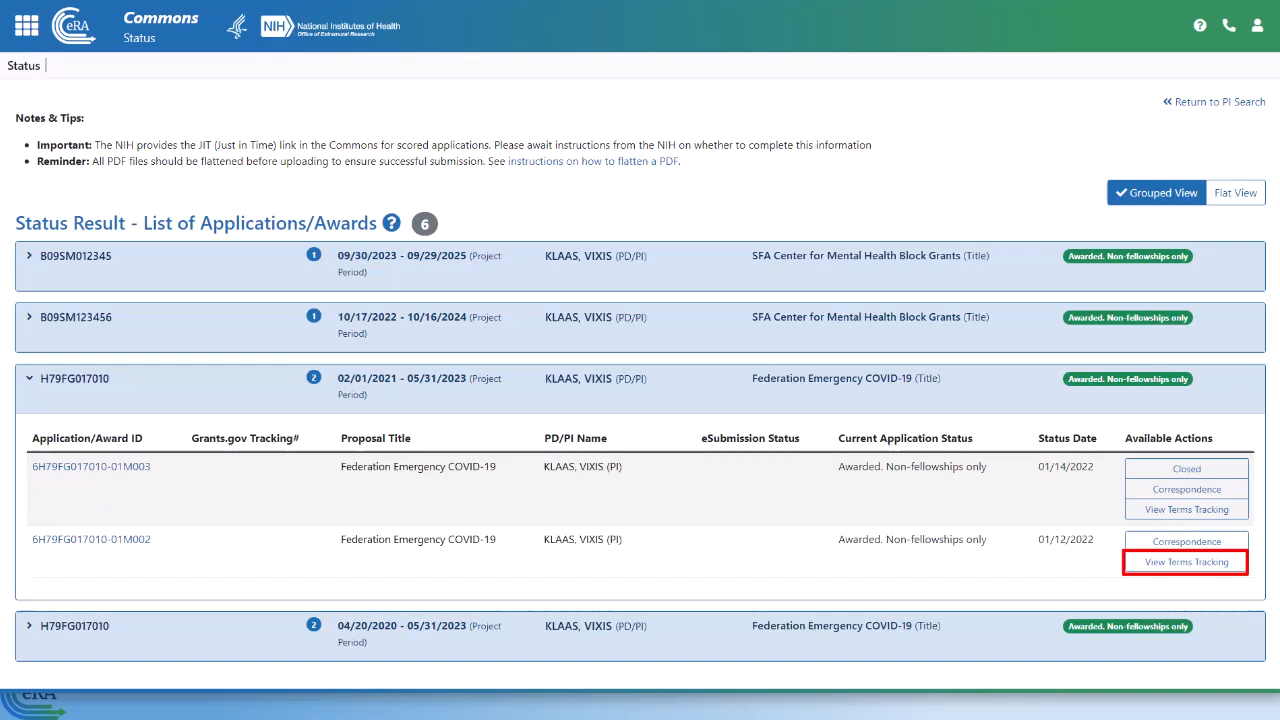 eRA
Commons
Status
NIH National Institutes of Health
Office of Extramural Research
Status
Return to PI Search
Notes & Tips:
Important: The NIH provides the JIT (Just in Time) link in the Commons for scored applications. Please await instructions from the NIH on whether to complete this information
Reminder: All PDF files should be flattened before uploading to ensure successful submission. See instructions on how to flatten a PDF.
Grouped View Flat View
Status Result - List of Applications/Awards ? 6
B09SM012345 1 09/30/2023 - 09/29/2025 (Project KLAAS, VIXIS (PD/PI) SFA Center for Mental Health Block Grants (Title) Awarded. Non-fellowships only
Period)
B09SM123456 1 10/17/2022 - 10/16/2024 (Project KLAAS, VIXIS (PD/PI) SFA Center for Mental Health Block Grants (Title) Awarded. Non-fellowships only
Period)
H79FG017010 2 02/01/2021 - 05/31/2023 (Project KLAAS, VIXIS (PD/PI) Federation Emergency COVID-19 (Title) Awarded. Non-fellowships only
Period)
Application/Award ID Grants.gov Tracking# Proposal Title PD/PI Name eSubmission Status Current Application Status Status Date Available Actions
6H79FG017010-01M003 Federation Emergency COVID-19 KLAAS, VIXIS (PI) Awarded. Non-fellowships only 01/14/2022 Closed
Correspondence
View Terms Tracking
6H79FG017010-01M002 Federation Emergency COVID-19 KLAAS, VIXIS (PI) Awarded. Non-fellowships only 01/12/2022 Correspondence
View Terms Tracking
H79FG017010 2 04/20/2020 - 05/31/2023 (Project KLAAS, VIXIS (PD/PI) Federation Emergency COVID-19 (Title) Awarded. Non-fellowships only
Period)
eRA